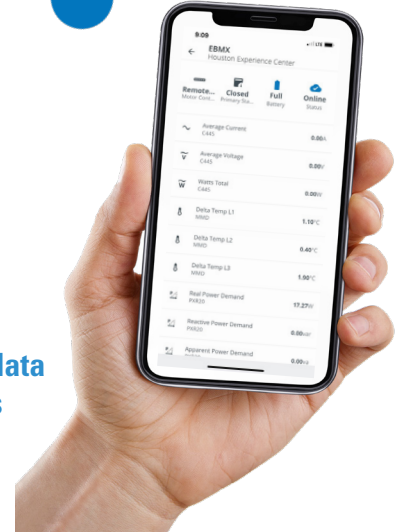 9:09
LTE
EBMX
Houston Experience Center
Remote... Closed Full Online
Motor Cont... Primary Sta... Battery Status
Average Current
C445
0.00A
Average Voltage
C445
0.00V
Watts Total
C445
0.00W
Delta Temp L1
MMD
1.10°C
Delta Temp L2
MMD
0.40°C
Delta Temp L3
MMD
1.90°C
Real Power Demand
PXR20
17.27W
Reactive Power Demand
PXR20
0.00
Apparent Power Demand
0.00
data
s